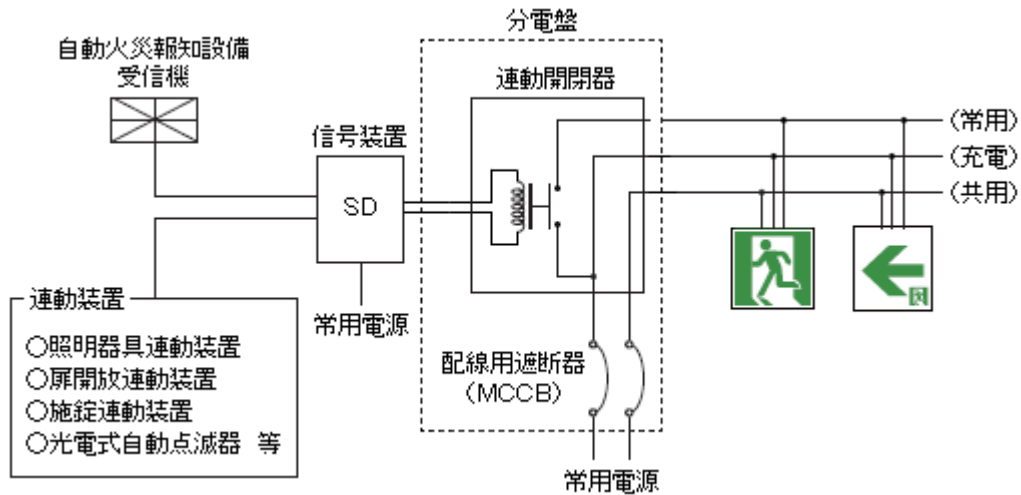 分電盤
自動火災報知設備
受信機
連動開閉器
信号装置
(常用)
(充電)
(共用)
SD
連動装置
常用電源
○照明器具連動装置
○扉開放連動装置
○施錠連動装置
○光電式自動点滅器 等
配線用遮断器
(MCCB)
常用電源